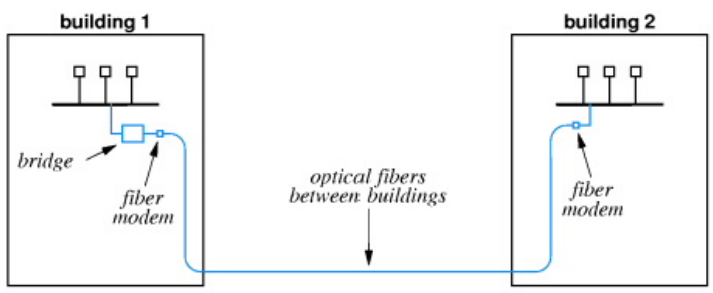 building 1
building 2
bridge
fiber
modem
optical fibers
between buildings
fiber
modem